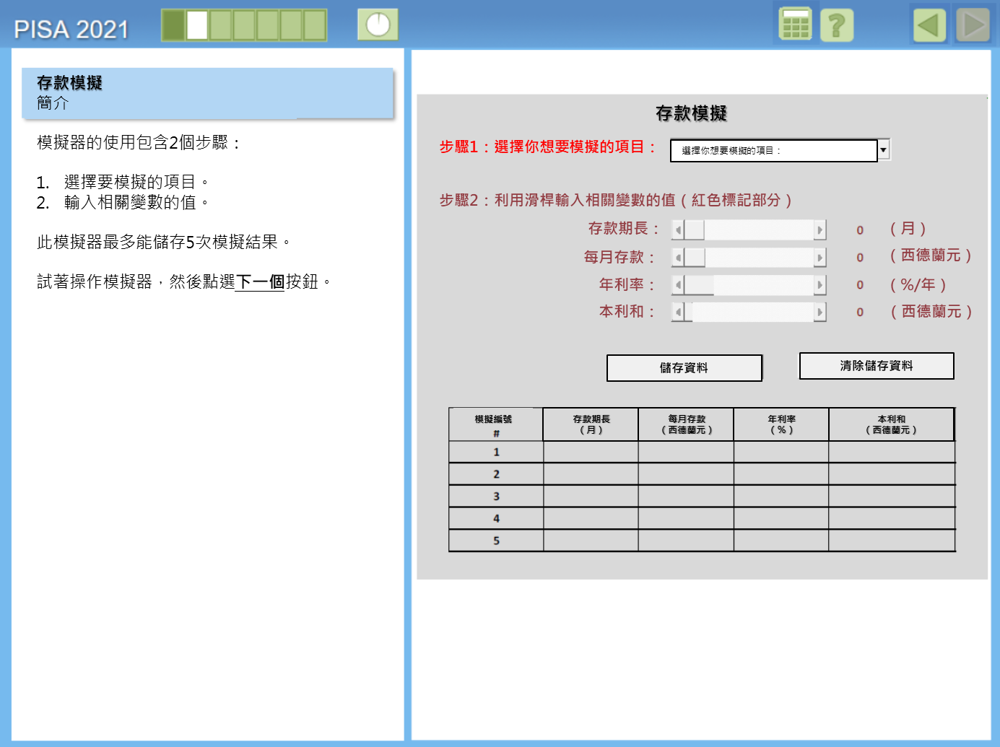 PISA 2021
存款模擬
簡介
模擬器的使用包含2個步驟：
1. 選擇要模擬的項目。
2. 輸入相關變數的值。
此模擬器最多能儲存5次模擬結果。
試著操作模擬器，然後點選下一個按鈕。
存款模擬
步驟1：選擇你想要模擬的項目： 選擇你想要模擬的項目：
步驟2：利用滑桿輸入相關變數的值（紅色標記部分）
存款期長： 0 （月）
每月存款： 0 （西德蘭元）
年利率： 0 （%/年）
本利和： 0 （西德蘭元）
儲存資料 清除儲存資料
模擬編號 存款期長 每月存款 年利率 本利和
# （月） （西德蘭元） （%） （西德蘭元）
1
2
3
4
5